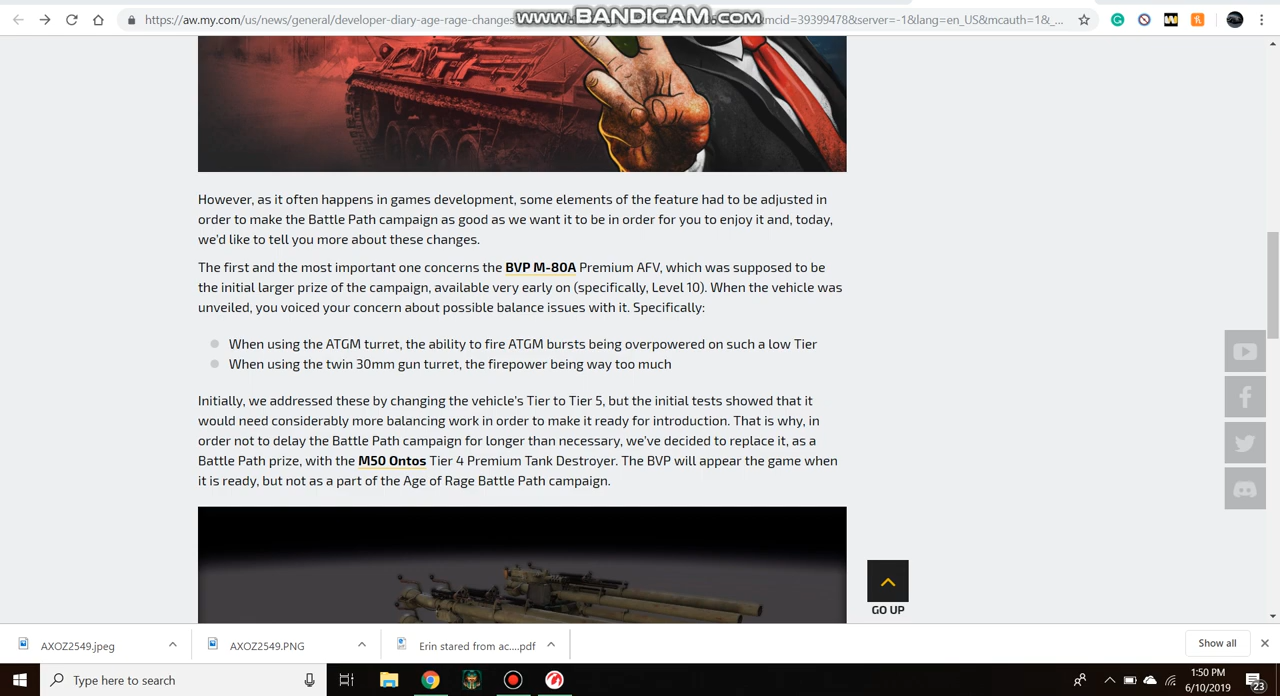 https://aw.my.com/us/news/general/developer-diary-age-rage-changes
www.BANDICAM.com
mcid=39399478&server=-1&lang=en_US&mcauth=1&_...
However, as it often happens in games development, some elements of the feature had to be adjusted in
order to make the Battle Path campaign as good as we want it to be in order for you to enjoy it and, today,
we'd like to tell you more about these changes.
The first and the most important one concerns the BVP M-80A Premium AFV, which was supposed to be
the initial larger prize of the campaign, available very early on (specifically, Level 10). When the vehicle was
unveiled, you voiced your concern about possible balance issues with it. Specifically:
When using the ATGM turret, the ability to fire ATGM bursts being overpowered on such a low Tier
When using the twin 30mm gun turret, the firepower being way too much
Initially, we addressed these by changing the vehicle's Tier to Tier 5, but the initial tests showed that it
would need considerably more balancing work in order to make it ready for introduction. That is why, in
order not to delay the Battle Path campaign for longer than necessary, we've decided to replace it, as a
Battle Path prize, with the M50 Ontos Tier 4 Premium Tank Destroyer. The BVP will appear the game when
it is ready, but not as a part of the Age of Rage Battle Path campaign.
GO UP
AXOZ2549.jpeg
AXOZ2549.PNG
Erin stared from ac....pdf
Show all
Type here to search
1:50 PM
6/10/2019
23